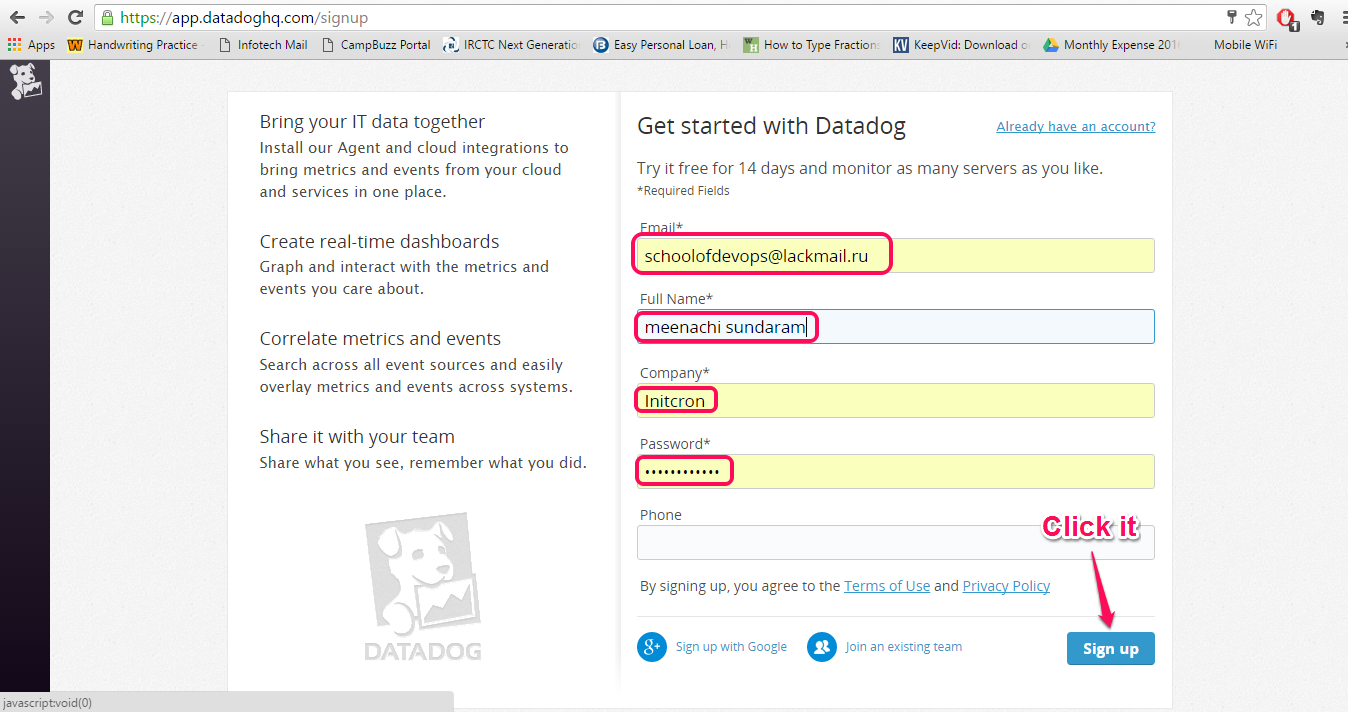 https://app.datadoghq.com/signup
1
Apps
Handwriting Practice
Infotech Mail
CampBuzz Portal
IRCTC Next Generatio
Easy Personal Loan, H
How to Type Fractions
KV KeepVid: Download o
Monthly Expense 201
Mobile WiFi
Bring your IT data together
Install our Agent and cloud integrations to
bring metrics and events from your cloud
and services in one place.
Create real-time dashboards
Graph and interact with the metrics and
events you care about.
Correlate metrics and events
Search across all event sources and easily
overlay metrics and events across systems.
Share it with your team
Share what you see, remember what you did.
DATADOG
Get started with Datadog
Already have an account?
Try it free for 14 days and monitor as many servers as you like.
*Required Fields
Email*
schoolofdevops@lackmail.ru
Full Name*
meenachi sundaram
Company*
Initcron
Password*
••••••••••••
Phone
Click it
By signing up, you agree to the Terms of Use and Privacy Policy
g+ Sign up with Google
Join an existing team
Sign up
javascript:void(0)